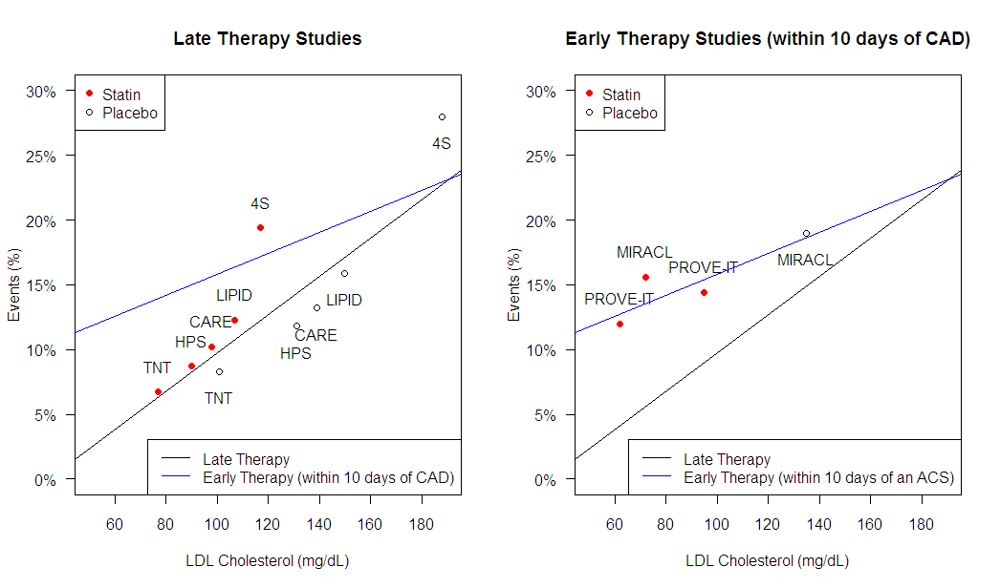 Late Therapy Studies
Statin
Placebo
30%
25%
20%
15%
10%
5%
0%
Events (%)
4S
4S
LIPID
LIPID
CARE
CARE
HPS
HPS
TNT
TNT
Late Therapy
Early Therapy (within 10 days of CAD)
60 80 100 120 140 160 180
LDL Cholesterol (mg/dL)
Early Therapy Studies (within 10 days of CAD)
Statin
Placebo
30%
25%
20%
15%
10%
5%
0%
Events (%)
MIRACL
MIRACL
PROVE-IT
PROVE-IT
Late Therapy
Early Therapy (within 10 days of an ACS)
60 80 100 120 140 160 180
LDL Cholesterol (mg/dL)